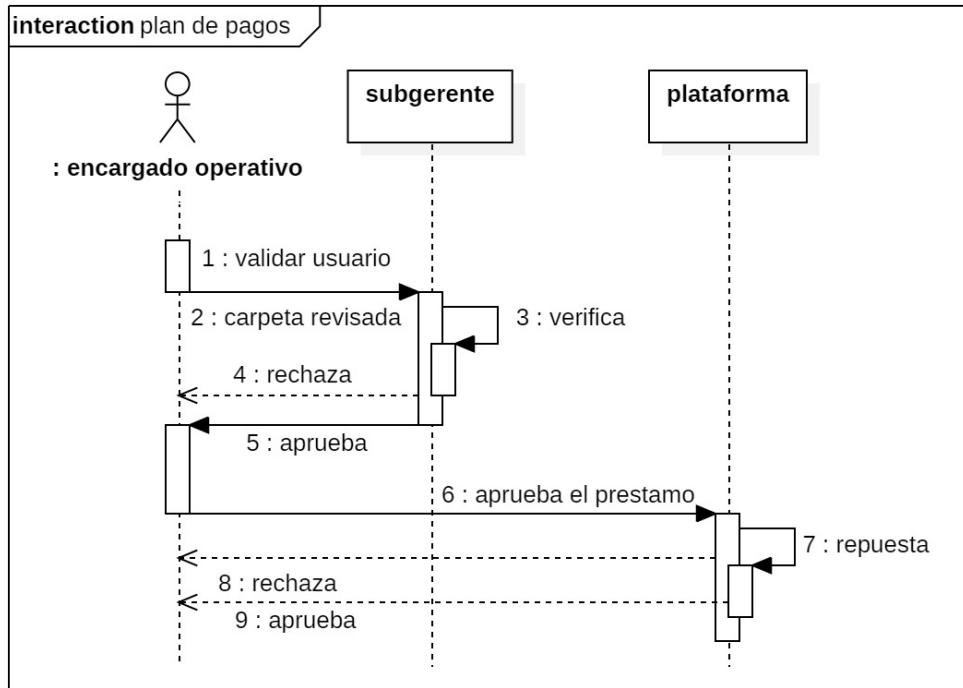 interaction plan de pagos
subgerente
plataforma
: encargado operativo
1 : validar usuario
2 : carpeta revisada
3 : verifica
4 : rechaza
5 : aprueba
6 : aprueba el prestamo
7 : repuesta
8 : rechaza
9 : aprueba